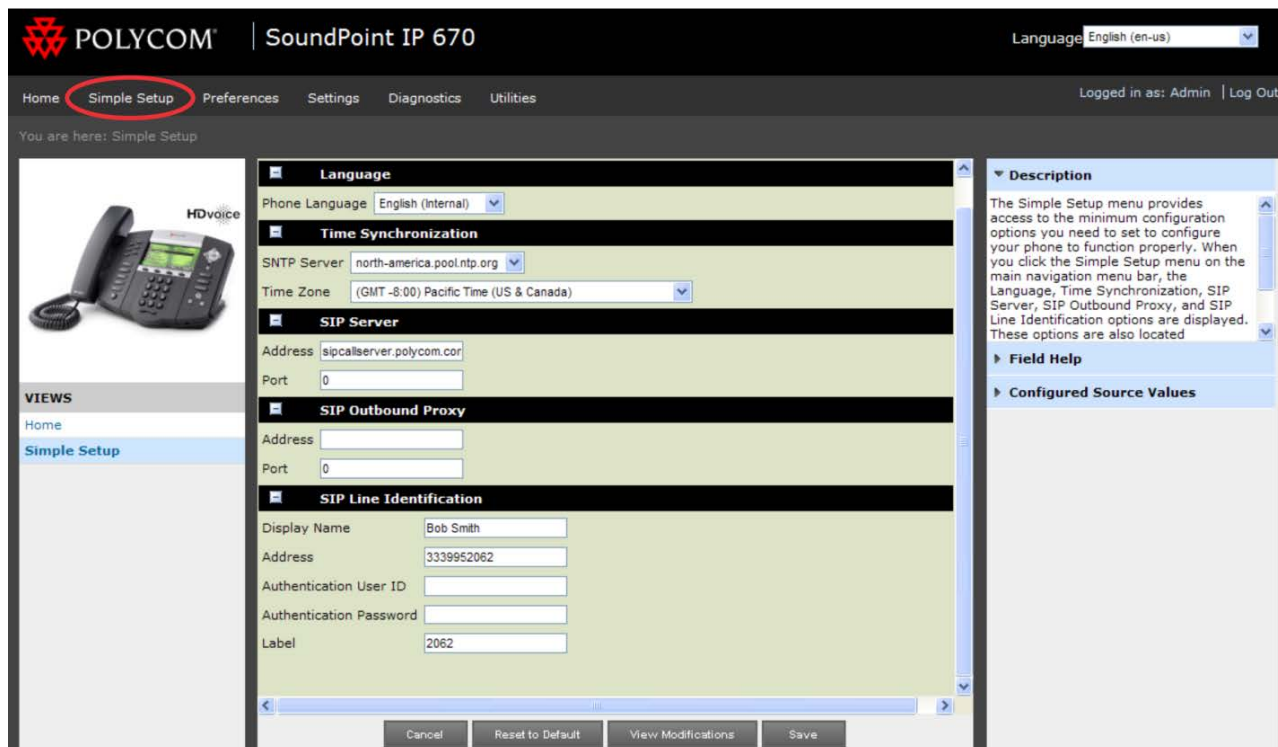 POLYCOM® | SoundPoint IP 670
Language English (en-us)
Home Simple Setup Preferences Settings Diagnostics Utilities
Logged in as: Admin | Log Out
You are here: Simple Setup
HDvoice
VIEWS
Home
Simple Setup
Language
Phone Language English (Internal)
Time Synchronization
SNTP Server north-america.pool.ntp.org
Time Zone (GMT -8:00) Pacific Time (US & Canada)
SIP Server
Address sipcallserver.polycom.cor
Port 0
SIP Outbound Proxy
Address
Port 0
SIP Line Identification
Display Name Bob Smith
Address 3339952062
Authentication User ID
Authentication Password
Label 2062
Cancel Reset to Default View Modifications Save
Description
The Simple Setup menu provides
access to the minimum configuration
options you need to set to configure
your phone to function properly. When
you click the Simple Setup menu on the
main navigation menu bar, the
Language, Time Synchronization, SIP
Server, SIP Outbound Proxy, and SIP
Line Identification options are displayed.
These options are also located
Field Help
Configured Source Values